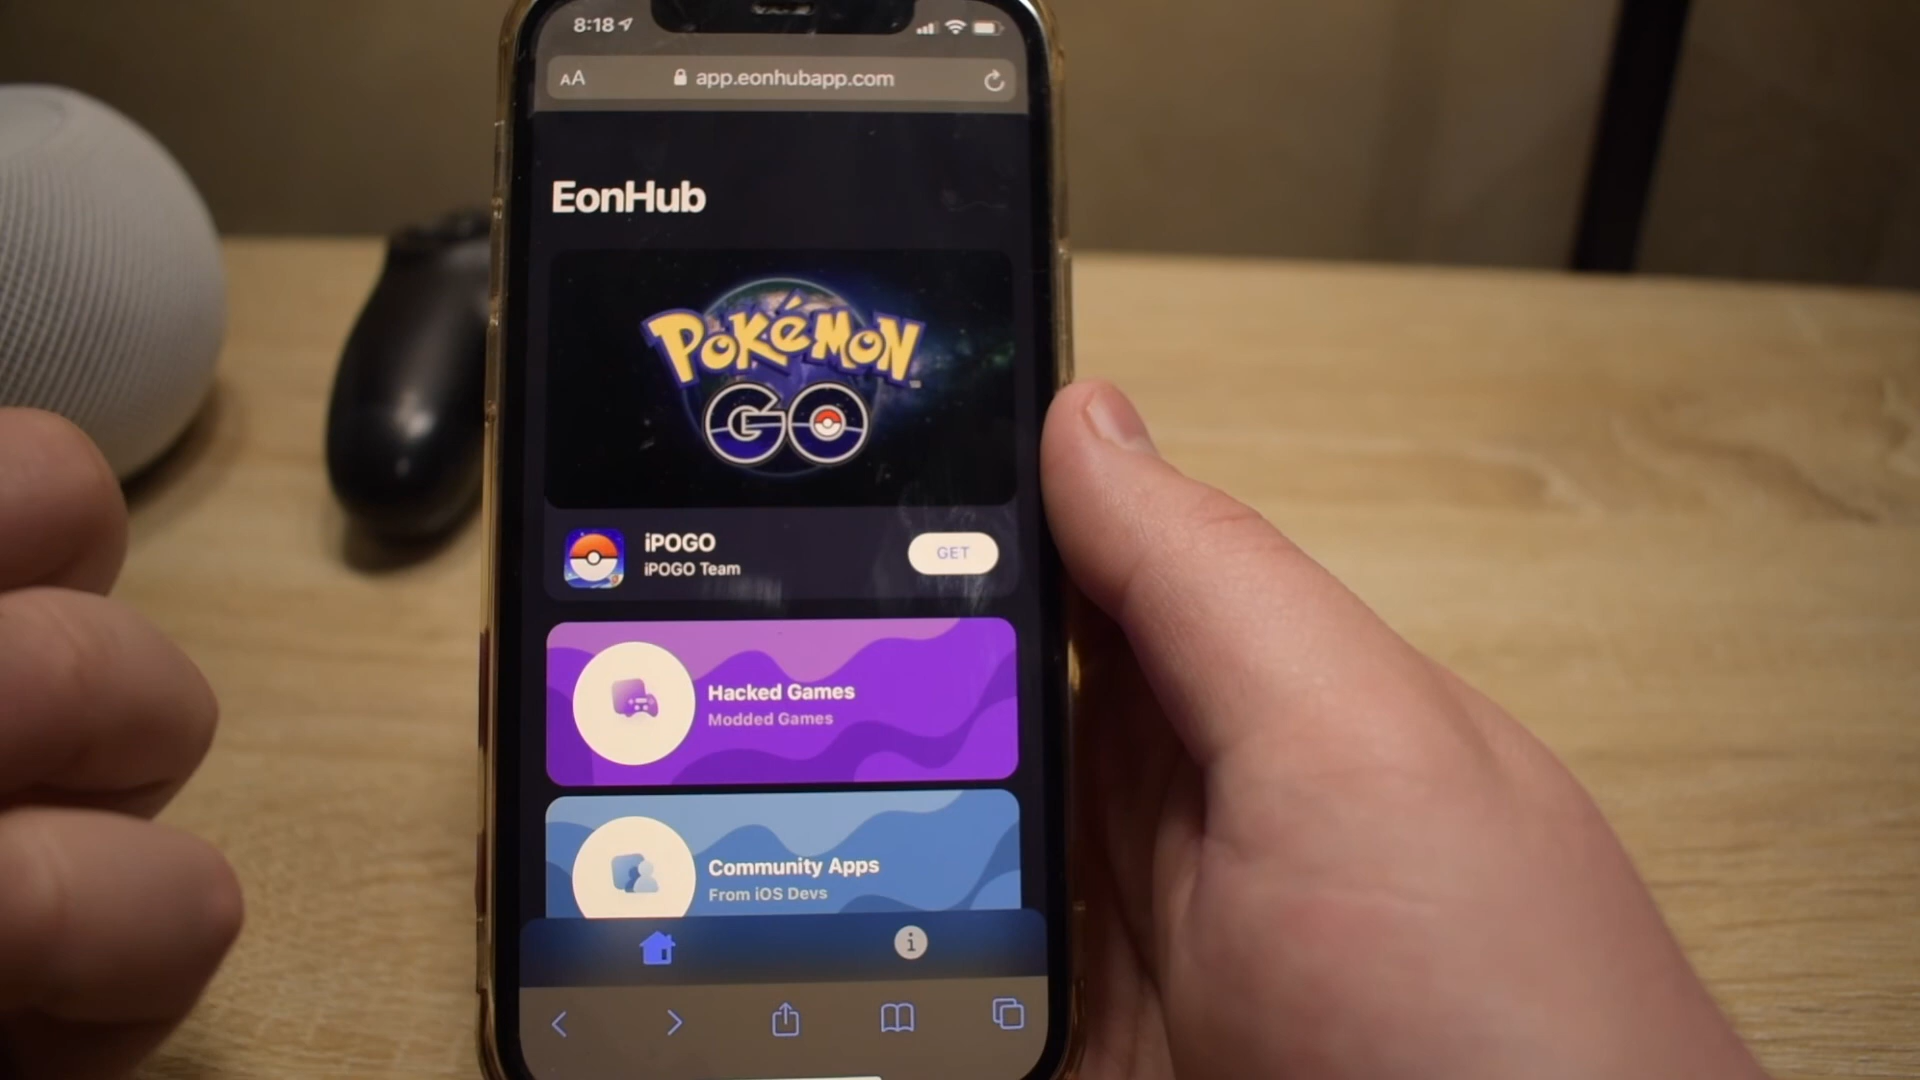 8:18
AA
app.eonhubapp.com
EonHub
POKéMON
GO
iPOGO
iPOGO Team
GET
Hacked Games
Modded Games
Community Apps
From iOS Devs